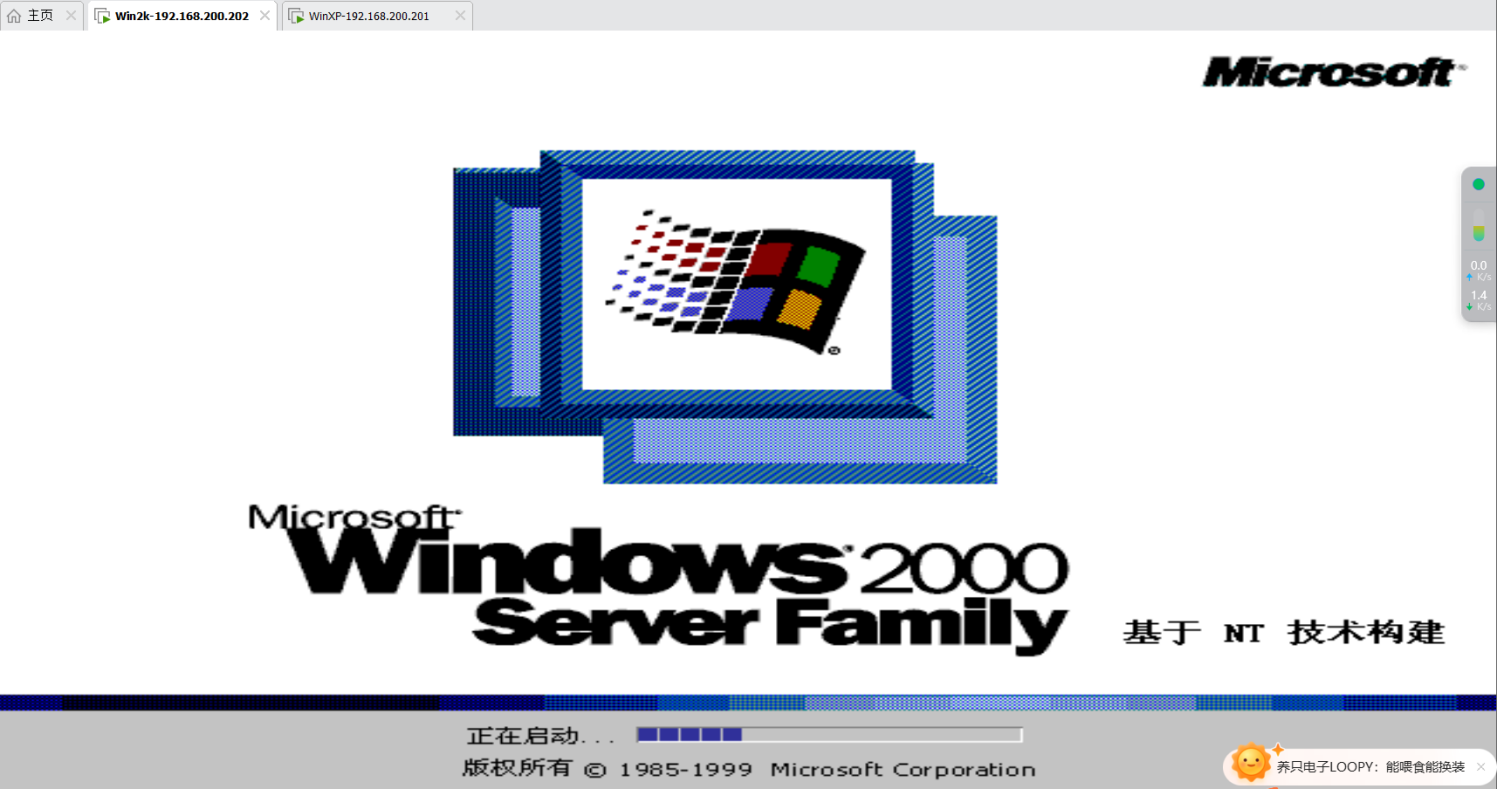 主页
Win2k-192.168.200.202
WinXP-192.168.200.201
Microsoft
0.0
K/s
1.4
K/s
Microsoft
Windows 2000
Server Family
基于 NT 技术构建
正在启动...
版权所有 © 1985-1999 Microsoft Corporation
养只电子LOOPY：能喂食能换装